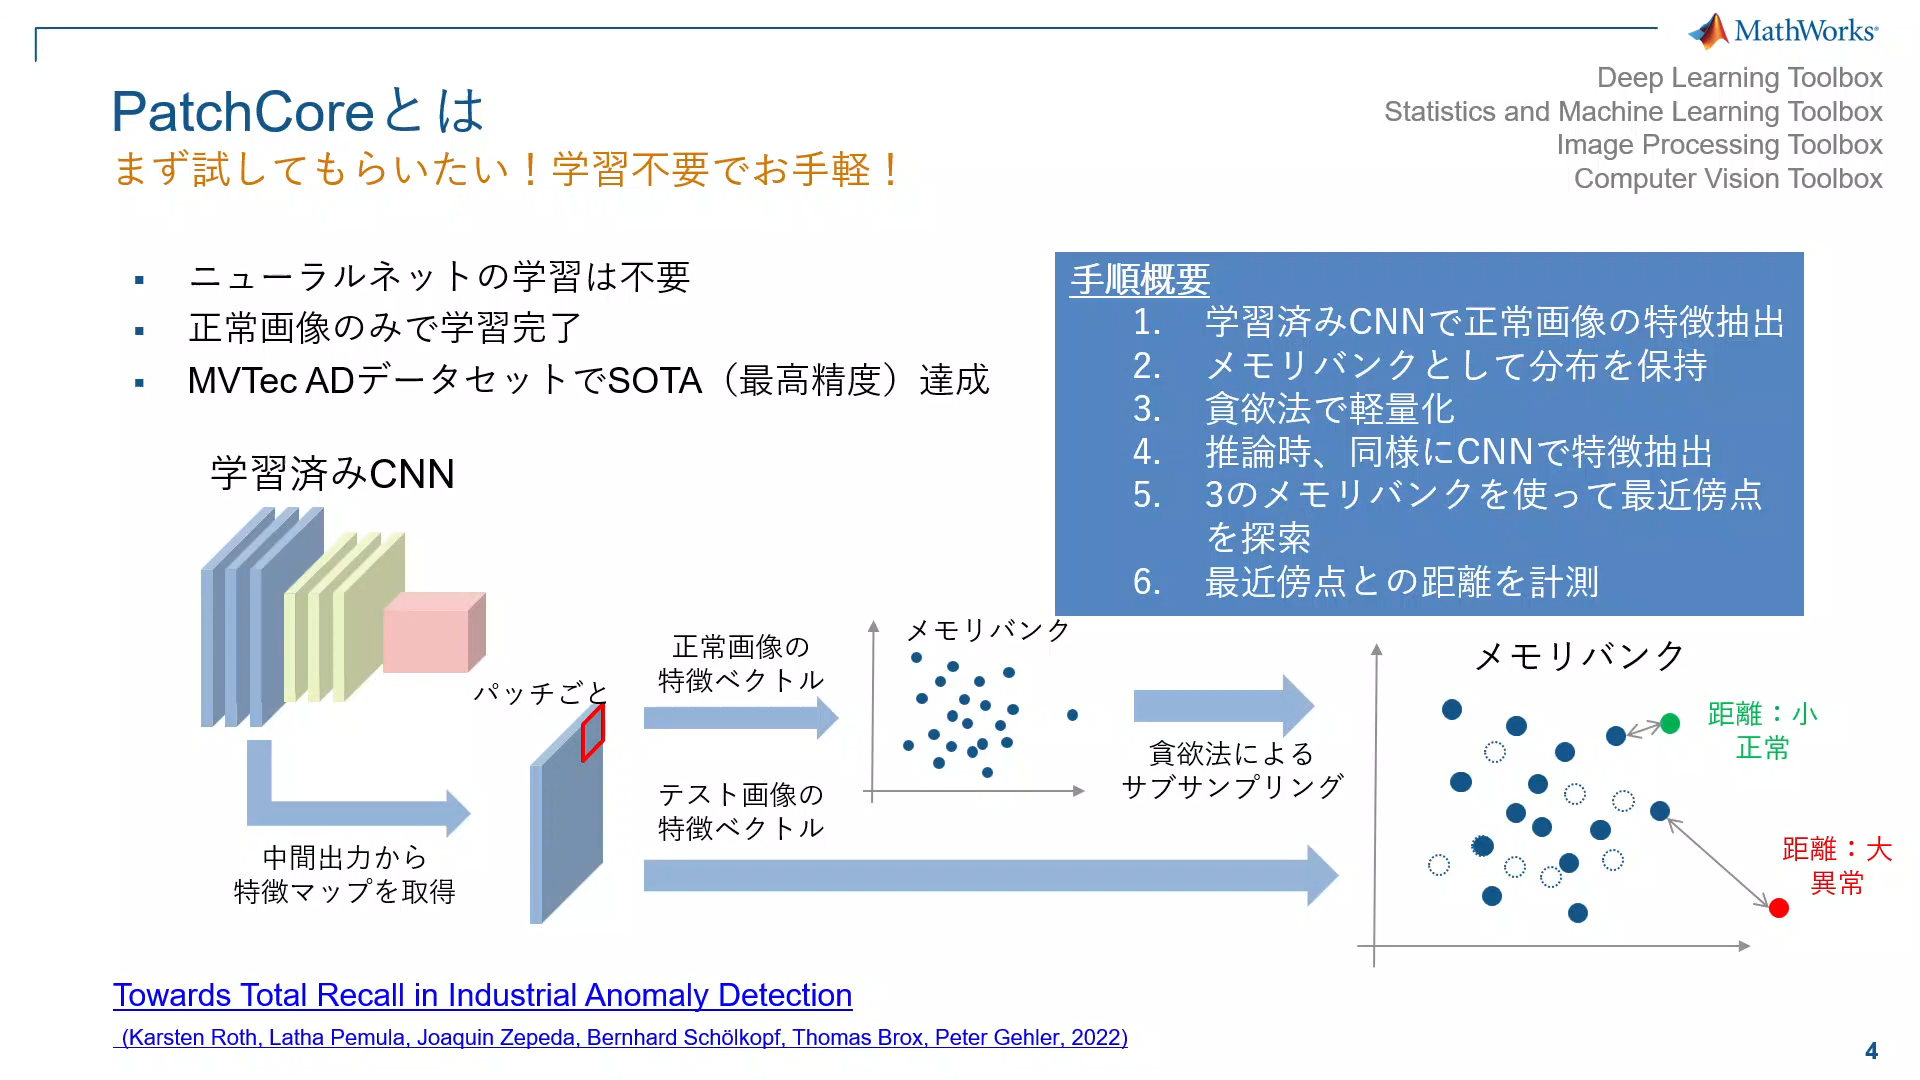 MathWorks®
Deep Learning Toolbox
Statistics and Machine Learning Toolbox
Image Processing Toolbox
Computer Vision Toolbox
PatchCoreとは
まず試してもらいたい！学習不要でお手軽！
▪ ニューラルネットの学習は不要
▪ 正常画像のみで学習完了
▪ MVTec ADデータセットでSOTA（最高精度）達成
手順概要
1. 学習済みCNNで正常画像の特徴抽出
2. メモリバンクとして分布を保持
3. 貪欲法で軽量化
4. 推論時、同様にCNNで特徴抽出
5. 3のメモリバンクを使って最近傍点
を探索
6. 最近傍点との距離を計測
学習済みCNN
中間出力から
特徴マップを取得
パッチごと
正常画像の
特徴ベクトル
テスト画像の
特徴ベクトル
メモリバンク
貪欲法による
サブサンプリング
メモリバンク
距離：小
正常
距離：大
異常
Towards Total Recall in Industrial Anomaly Detection
(Karsten Roth, Latha Pemula, Joaquin Zepeda, Bernhard Schölkopf, Thomas Brox, Peter Gehler, 2022)
4